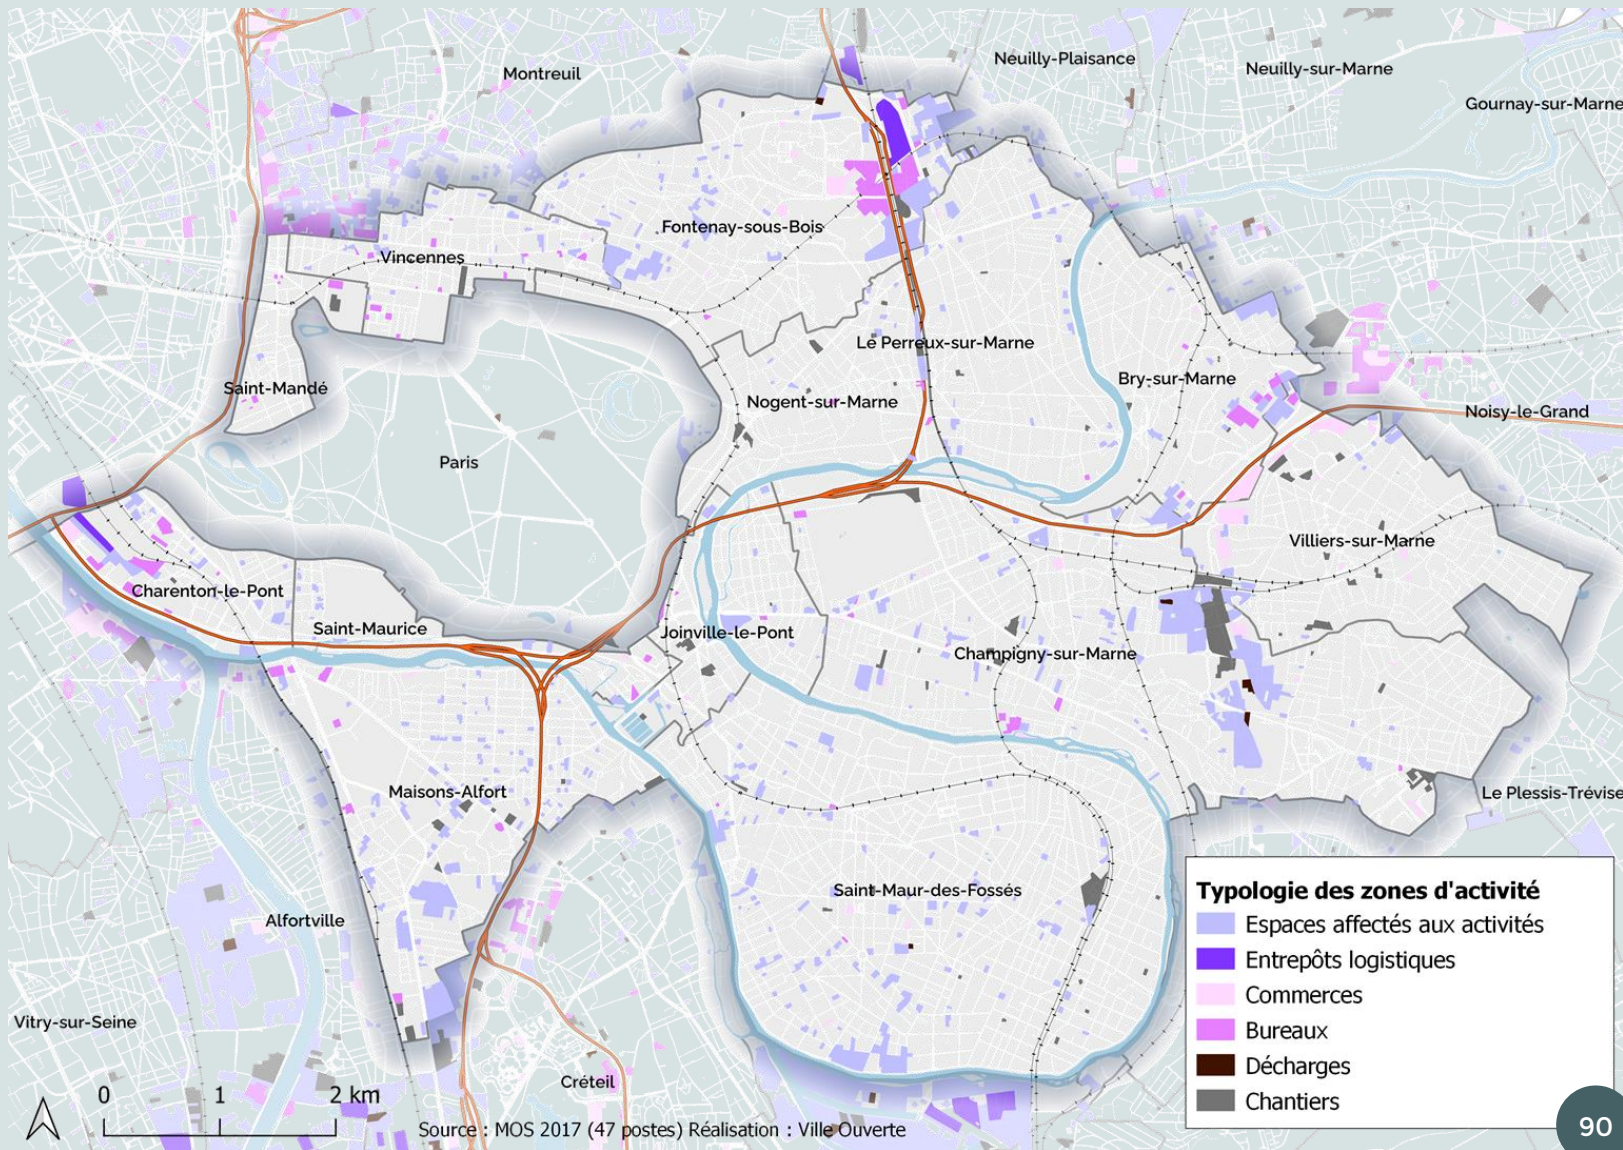 Montreuil
Neuilly-Plaisance
Neuilly-sur-Marne
Gournay-sur-Marne
Fontenay-sous-Bois
Vincennes
Le Perreux-sur-Marne
Saint-Mandé
Bry-sur-Marne
Nogent-sur-Marne
Noisy-le-Grand
Paris
Villiers-sur-Marne
Charenton-le-Pont
Saint-Maurice
Joinville-le-Pont
Champigny-sur-Marne
Maisons-Alfort
Le Plessis-Trévise
Saint-Maur-des-Fossés
Alfortville
Vitry-sur-Seine
Créteil
Typologie des zones d'activité
Espaces affectés aux activités
Entrepôts logistiques
Commerces
Bureaux
Décharges
Chantiers
0 1 2 km
Source : MOS 2017 (47 postes) Réalisation : Ville Ouverte
90